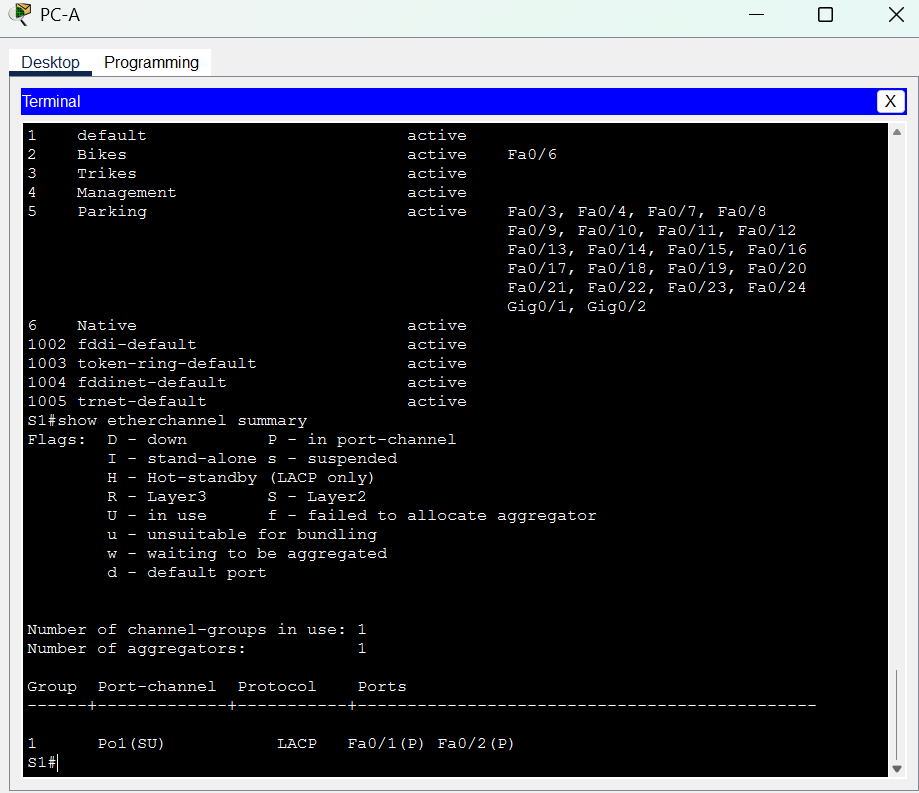 PC-A
Desktop Programming
Terminal X
1 default active
2 Bikes active Fa0/6
3 Trikes active
4 Management active
5 Parking active Fa0/3, Fa0/4, Fa0/7, Fa0/8
Fa0/9, Fa0/10, Fa0/11, Fa0/12
Fa0/13, Fa0/14, Fa0/15, Fa0/16
Fa0/17, Fa0/18, Fa0/19, Fa0/20
Fa0/21, Fa0/22, Fa0/23, Fa0/24
Gig0/1, Gig0/2
6 Native active
1002 fddi-default active
1003 token-ring-default active
1004 fddinet-default active
1005 trnet-default active
S1#show etherchannel summary
Flags: D - down P - in port-channel
I - stand-alone s - suspended
H - Hot-standby (LACP only)
R - Layer3 S - Layer2
U - in use f - failed to allocate aggregator
u - unsuitable for bundling
w - waiting to be aggregated
d - default port
Number of channel-groups in use: 1
Number of aggregators: 1
Group Port-channel Protocol Ports
------+-------------+-----------+----------------------------------------------
1 Po1(SU) LACP Fa0/1(P) Fa0/2(P)
S1#